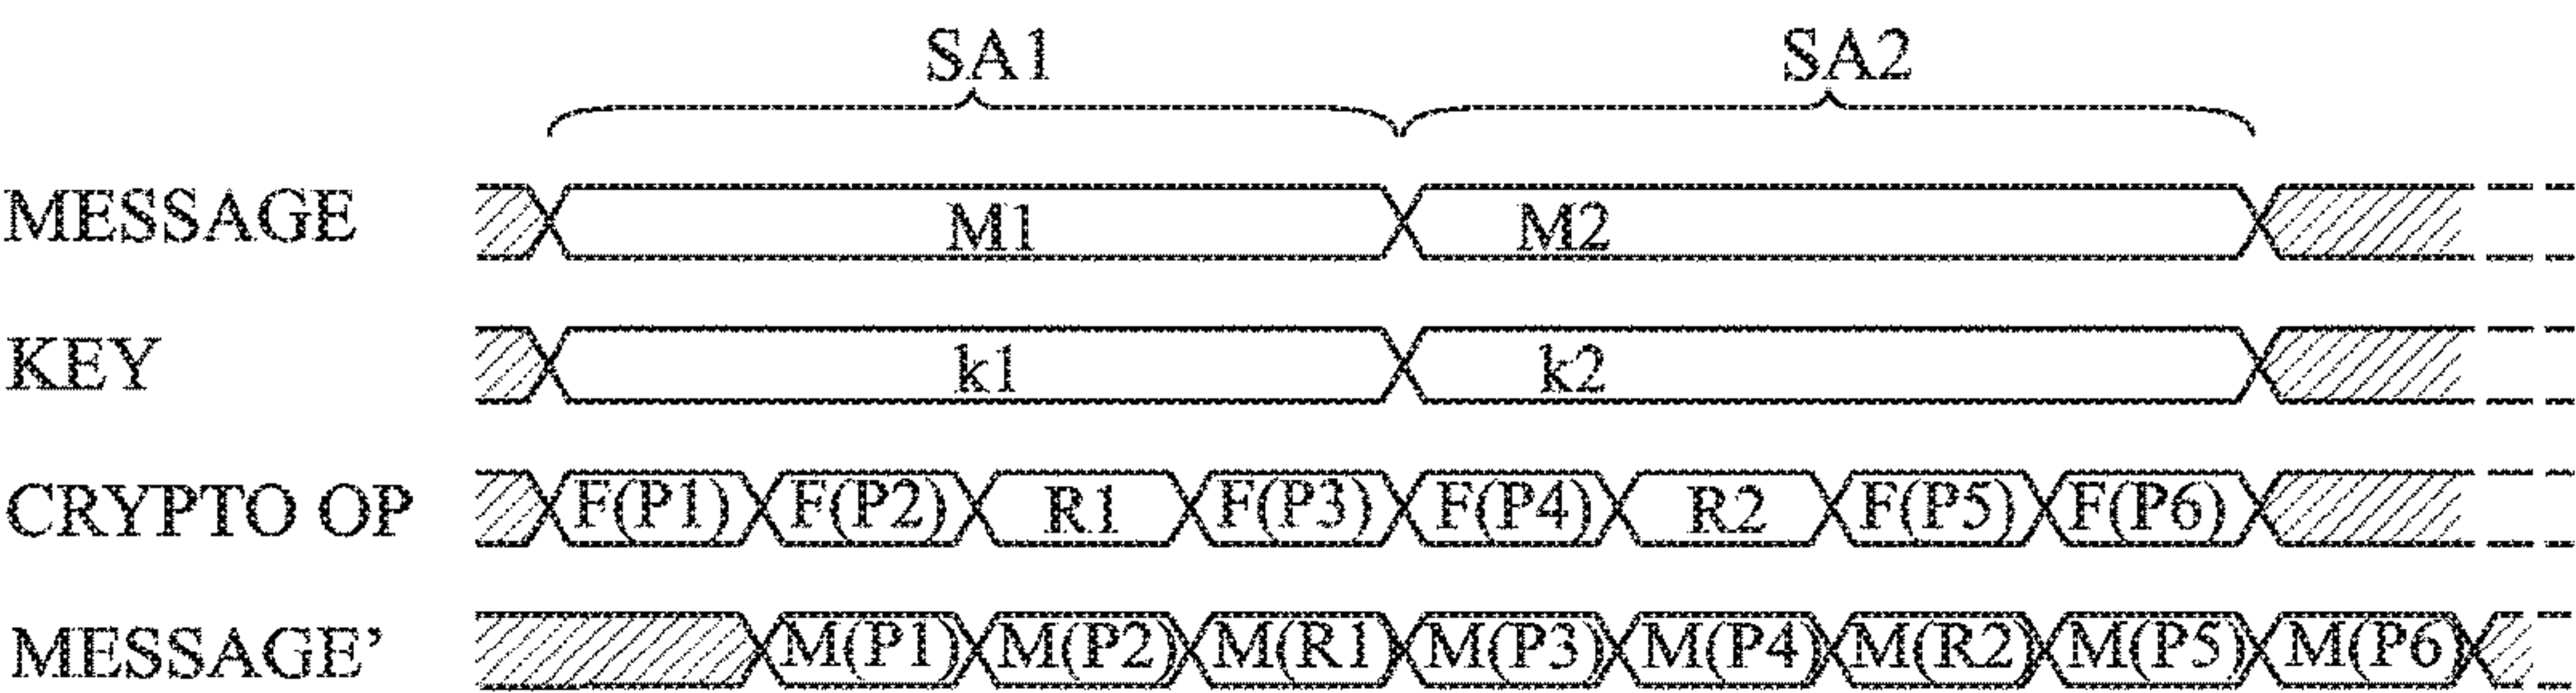 SA1 SA2
MESSAGE M1 M2
KEY k1 k2
CRYPTO OP F(P1) F(P2) R1 F(P3) F(P4) R2 F(P5) F(P6)
MESSAGE’ M(P1) M(P2) M(R1) M(P3) M(P4) M(R2) M(P5) M(P6)